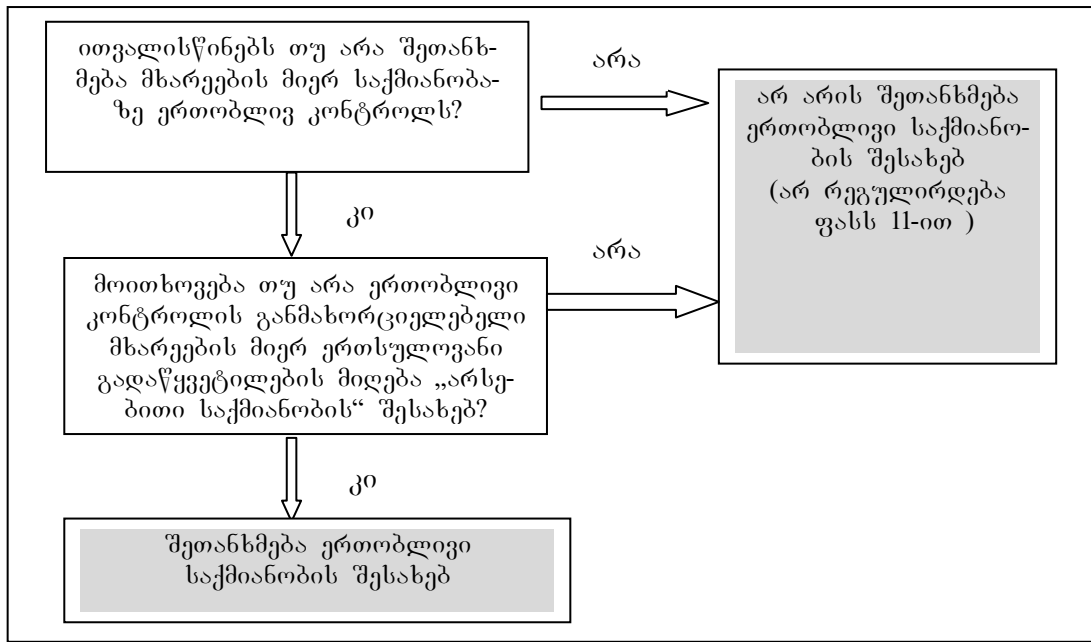 ითვალისწინებს თუ არა შეთანხ-
მება მხარეების მიერ საქმიანობა-
ზე ერთობლივ კონტროლს?
არა
არ არის შეთანხმება
ერთობლივი საქმიანო-
ბის შესახებ
(არ რეგულირდება
ფასს 11-ით )
კი
არა
მოითხოვება თუ არა ერთობლივი
კონტროლის განმახორციელებელი
მხარეების მიერ ერთსულოვანი
გადაწყვეტილების მიღება „არსე-
ბითი საქმიანობის“ შესახებ?
კი
შეთანხმება ერთობლივი
საქმიანობის შესახებ